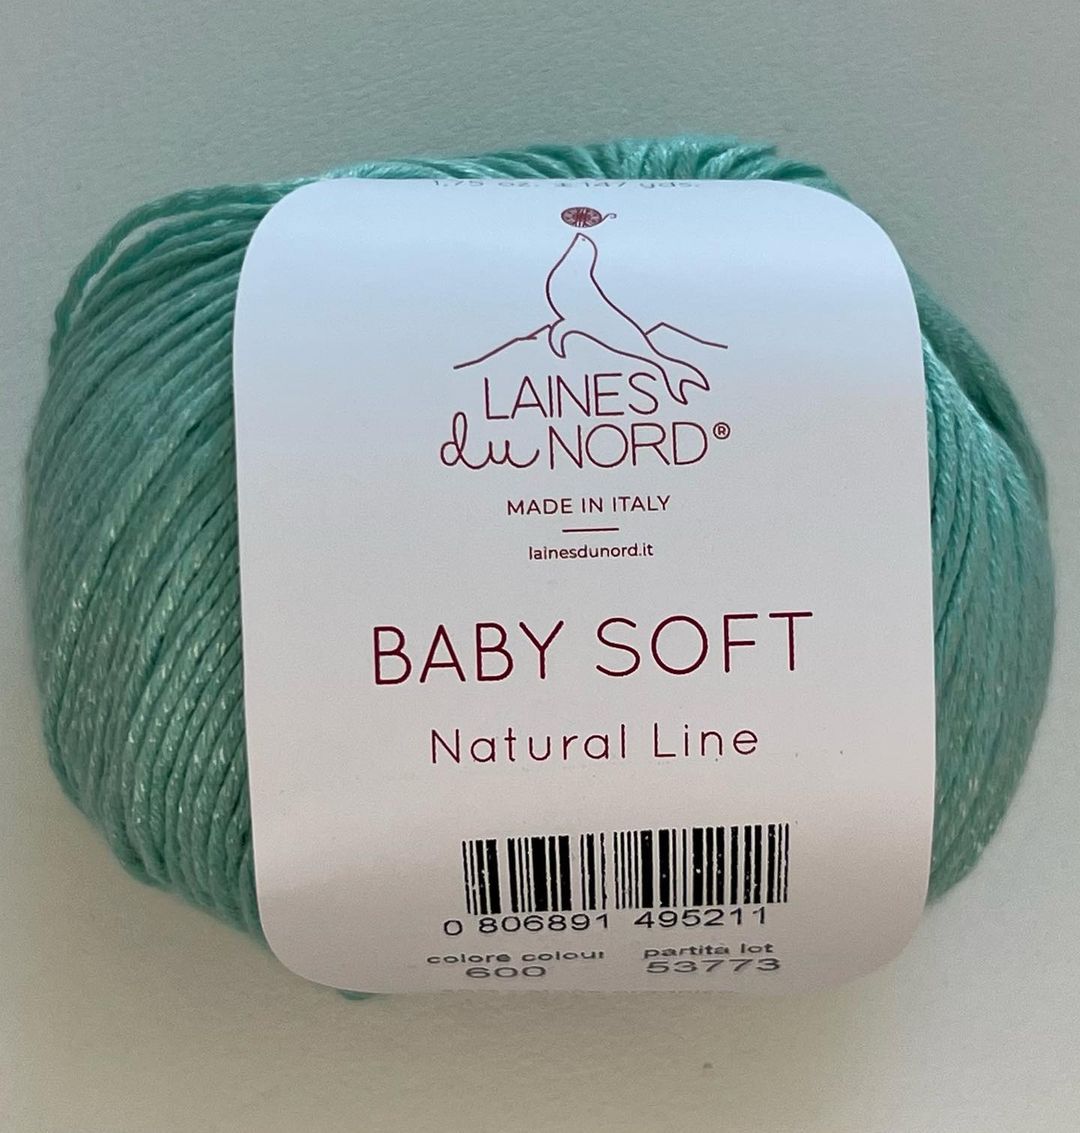 1.75 oz. ± 147 yds.
LAINES
du NORD®
MADE IN ITALY
lainesdunord.it
BABY SOFT
Natural Line
0 806891 495211
colore colour partita lot
600 53773